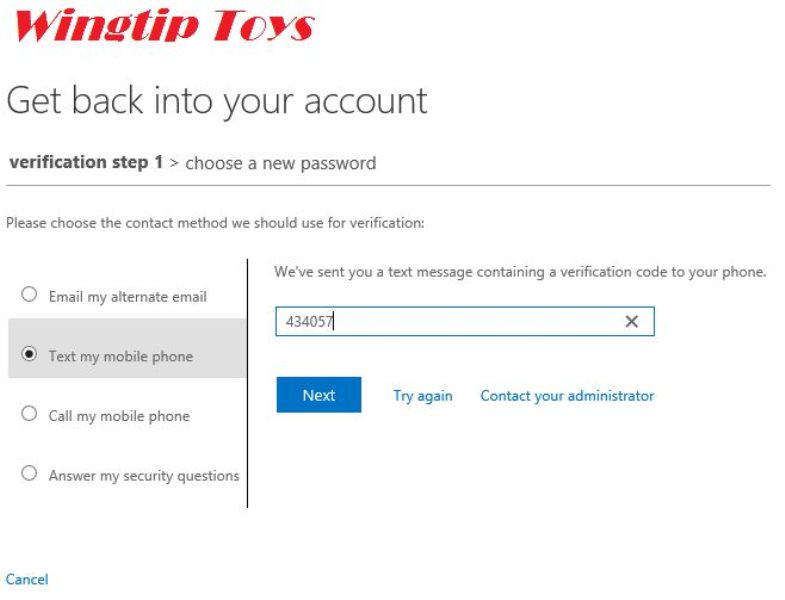 Wingtip Toys
Get back into your account
verification step 1 > choose a new password
Please choose the contact method we should use for verification:
Email my alternate email
Text my mobile phone
Call my mobile phone
Answer my security questions
We've sent you a text message containing a verification code to your phone.
434057
Next Try again Contact your administrator
Cancel